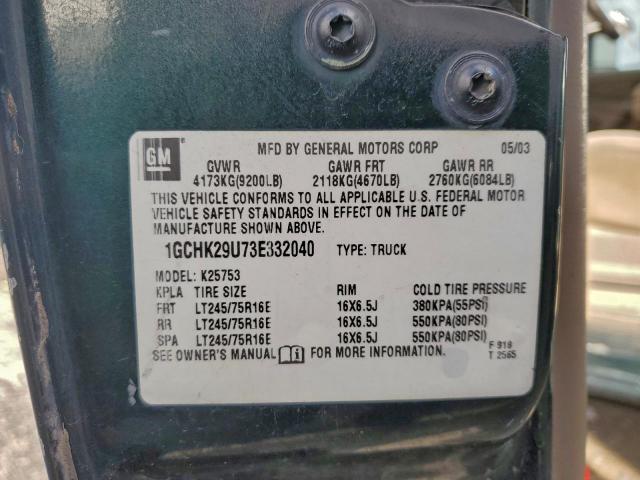 GM
MFD BY GENERAL MOTORS CORP 05/03
GVWR GAWR FRT GAWR RR
4173KG(9200LB) 2118KG(4670LB) 2760KG(6084LB)
THIS VEHICLE CONFORMS TO ALL APPLICABLE U.S. FEDERAL MOTOR
VEHICLE SAFETY STANDARDS IN EFFECT ON THE DATE OF
MANUFACTURE SHOWN ABOVE.
1GCHK29U73E332040 TYPE: TRUCK
MODEL: K25753
KPLA TIRE SIZE RIM COLD TIRE PRESSURE
FRT LT245/75R16E 16X6.5J 380KPA(55PSI)
RR LT245/75R16E 16X6.5J 550KPA(80PSI)
SPA LT245/75R16E 16X6.5J 550KPA(80PSI)
SEE OWNER'S MANUAL FOR MORE INFORMATION. F 918
T 2565